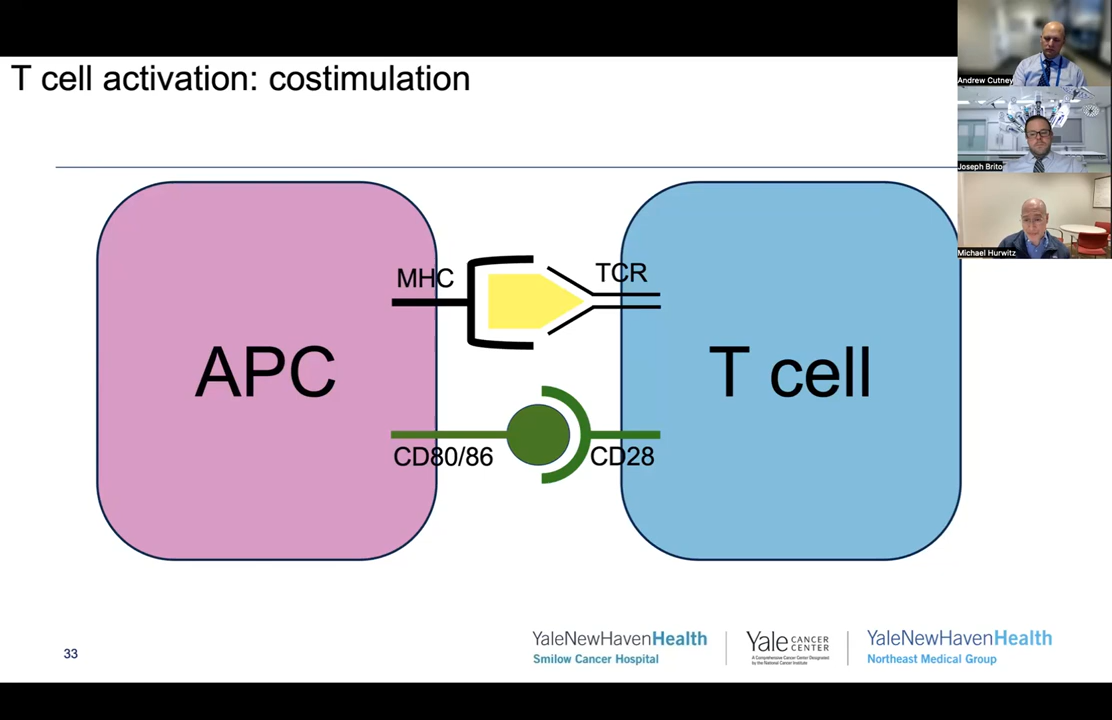 T cell activation: costimulation
Andrew Cutney
Joseph Brito
Michael Hurwitz
MHC
TCR
APC
T cell
CD80/86
CD28
33
YaleNewHavenHealth
Smilow Cancer Hospital
Yale CANCER CENTER
A Comprehensive Cancer Center Designated
by the National Cancer Institute
YaleNewHavenHealth
Northeast Medical Group